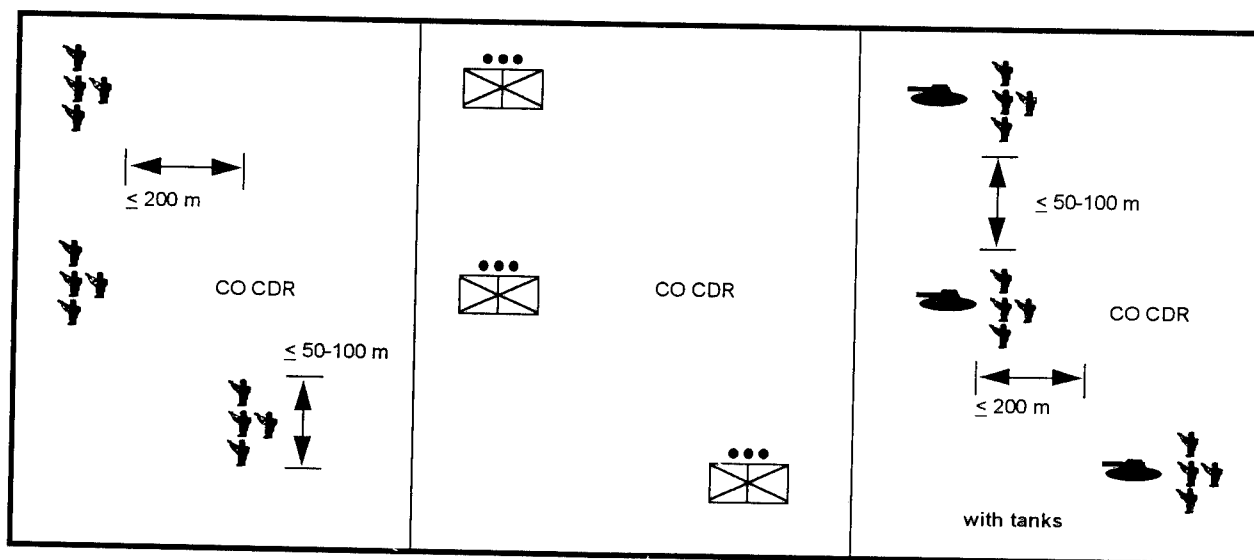 ≤ 200 m
CO CDR
≤ 50-100 m
CO CDR
≤ 50-100 m
CO CDR
≤ 200 m
with tanks